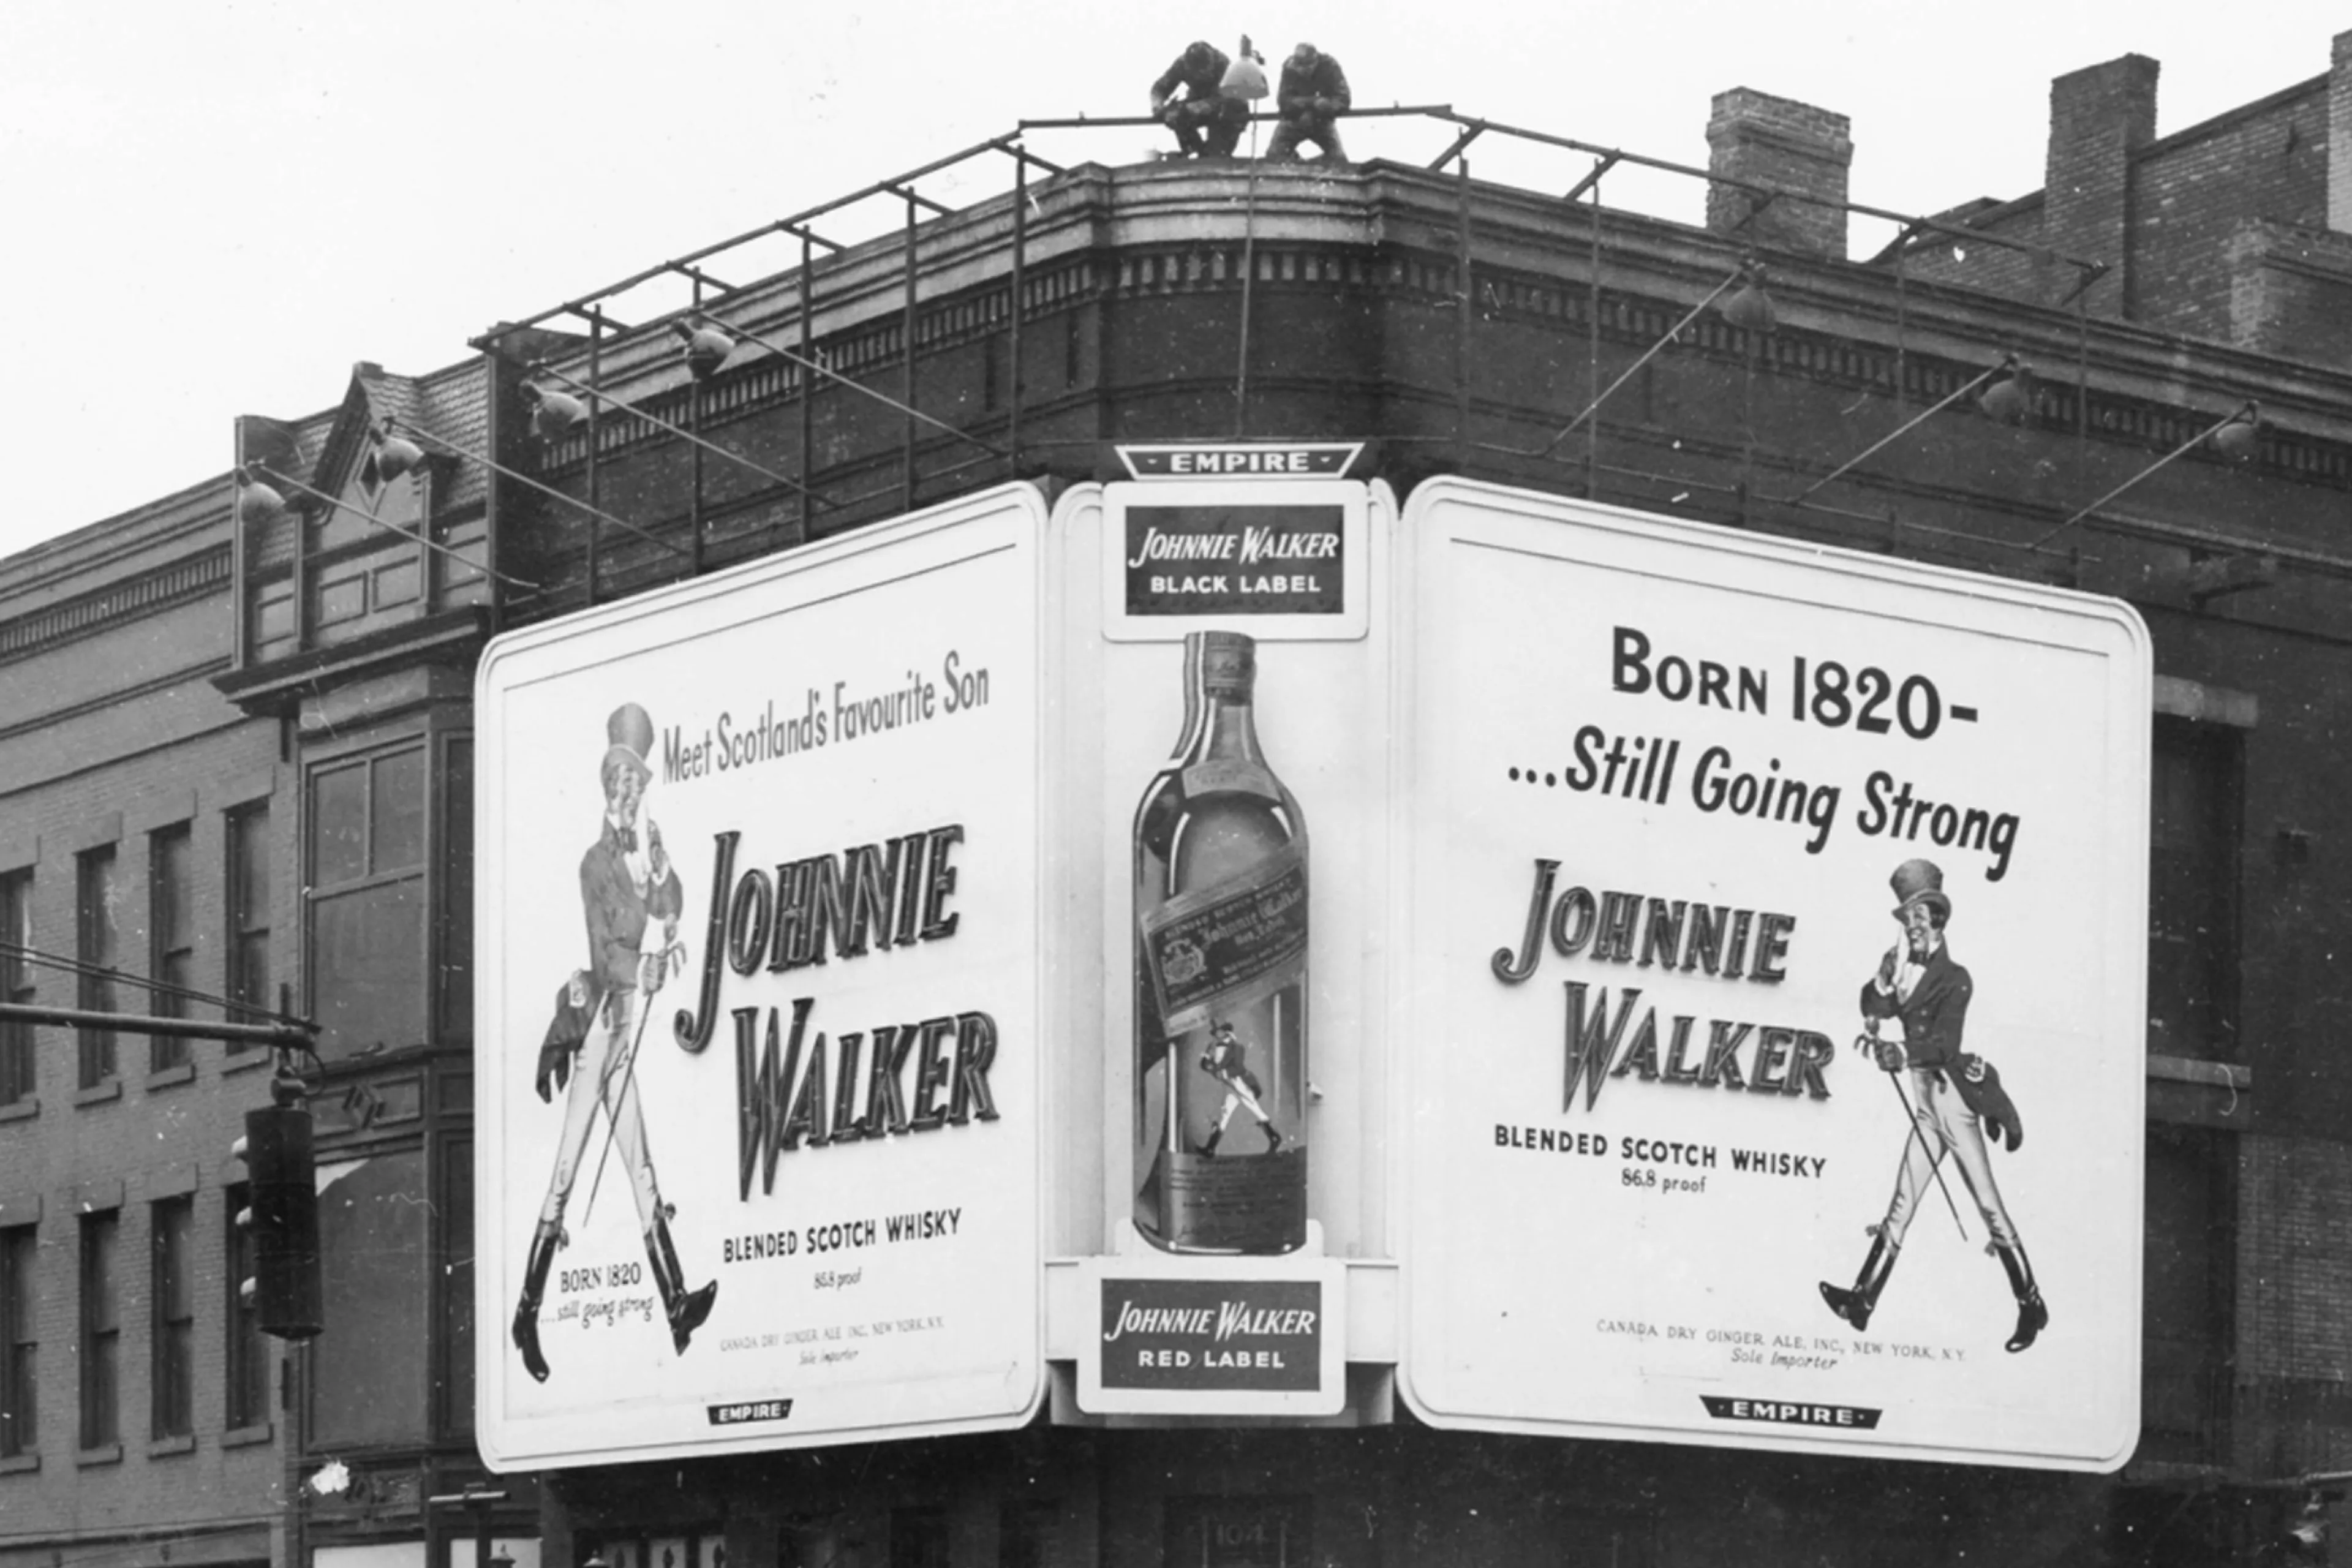 Meet Scotland's Favourite Son
JOHNNIE
WALKER
BLENDED SCOTCH WHISKY
86.8 proof
BORN 1820
...still going strong
CANADA DRY GINGER ALE INC., NEW YORK, N.Y.
Sole Importer
EMPIRE
EMPIRE
JOHNNIE WALKER
BLACK LABEL
Johnnie Walker
JOHNNIE WALKER
RED LABEL
BORN 1820-
...Still Going Strong
JOHNNIE
WALKER
BLENDED SCOTCH WHISKY
86.8 proof
CANADA DRY GINGER ALE, INC., NEW YORK, N.Y.
Sole Importer
EMPIRE